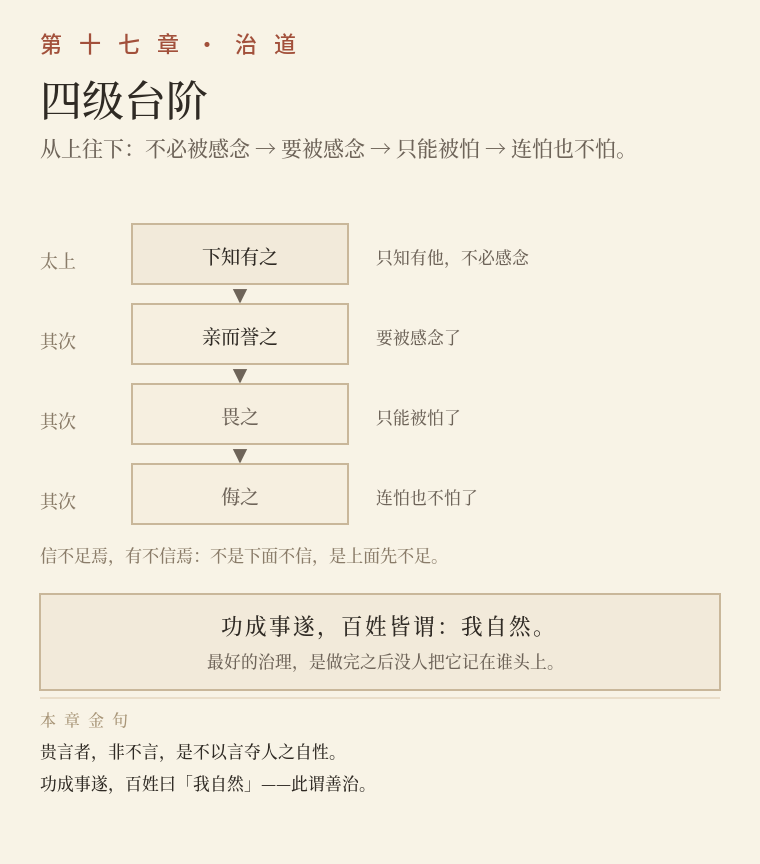 第十七章·治道
四级台阶
从上往下：不必被感念 → 要被感念 → 只能被怕 → 连怕也不怕。
太上 下知有之 只知有他，不必感念
其次 亲而誉之 要被感念了
其次 畏之 只能被怕了
其次 侮之 连怕也不怕了
信不足焉，有不信焉：不是下面不信，是上面先不足。
功成事遂，百姓皆谓：我自然。
最好的治理，是做完之后没人把它记在谁头上。
本章金句
贵言者，非不言，是不以言夺人之自性。
功成事遂，百姓曰「我自然」——此谓善治。